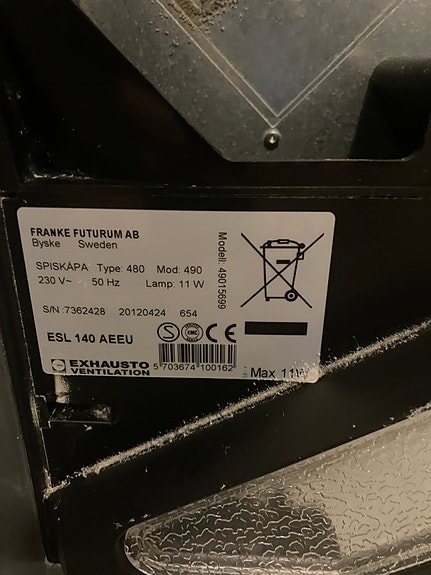 FRANKE FUTURUM AB
Byske Sweden
SPISKÅPA Type: 480 Mod: 490
230 V~ 50 Hz Lamp: 11 W
S/N :7362428 20120424 654
ESL 140 AEEU
EXHAUSTO
VENTILATION
5 703674 100162
Modell: 49015699
Max 11W